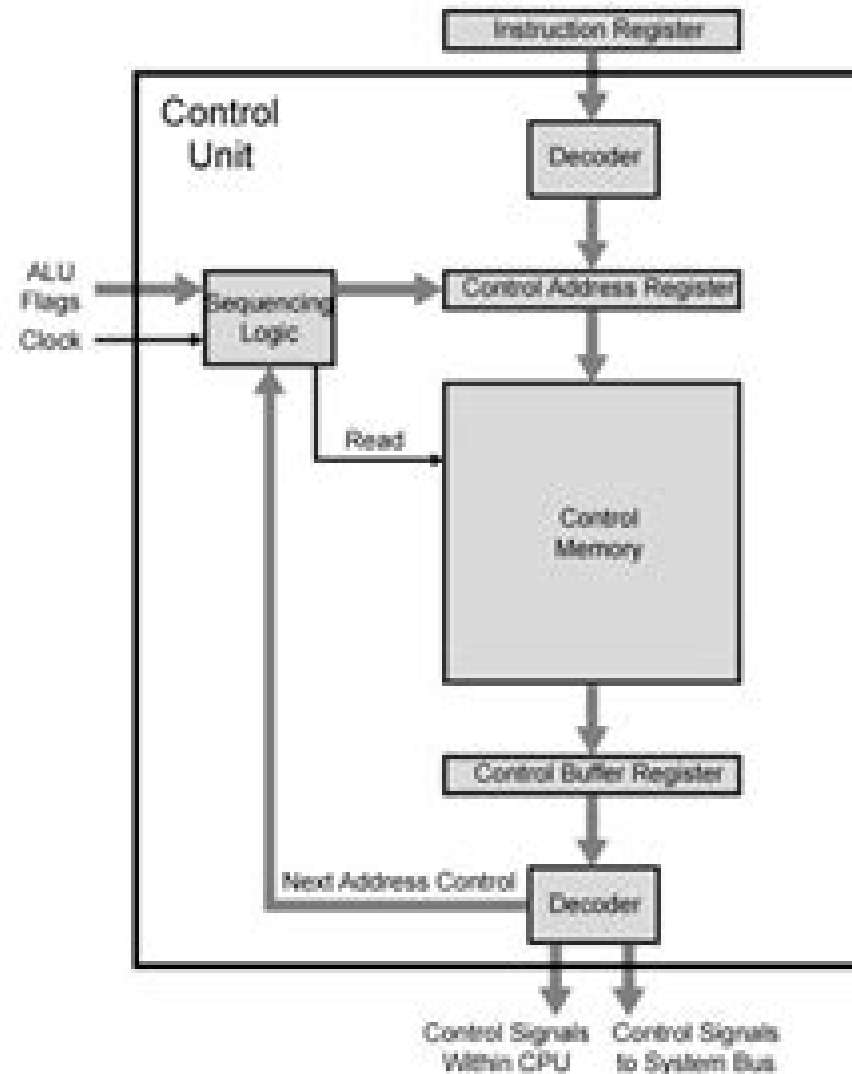 Instruction Register
Control
Unit
Decoder
ALU
Flags
Clock
Sequencing
Logic
Control Address Register
Read
Control
Memory
Control Buffer Register
Next Address Control
Decoder
Control Signals
Within CPU
Control Signals
to System Bus